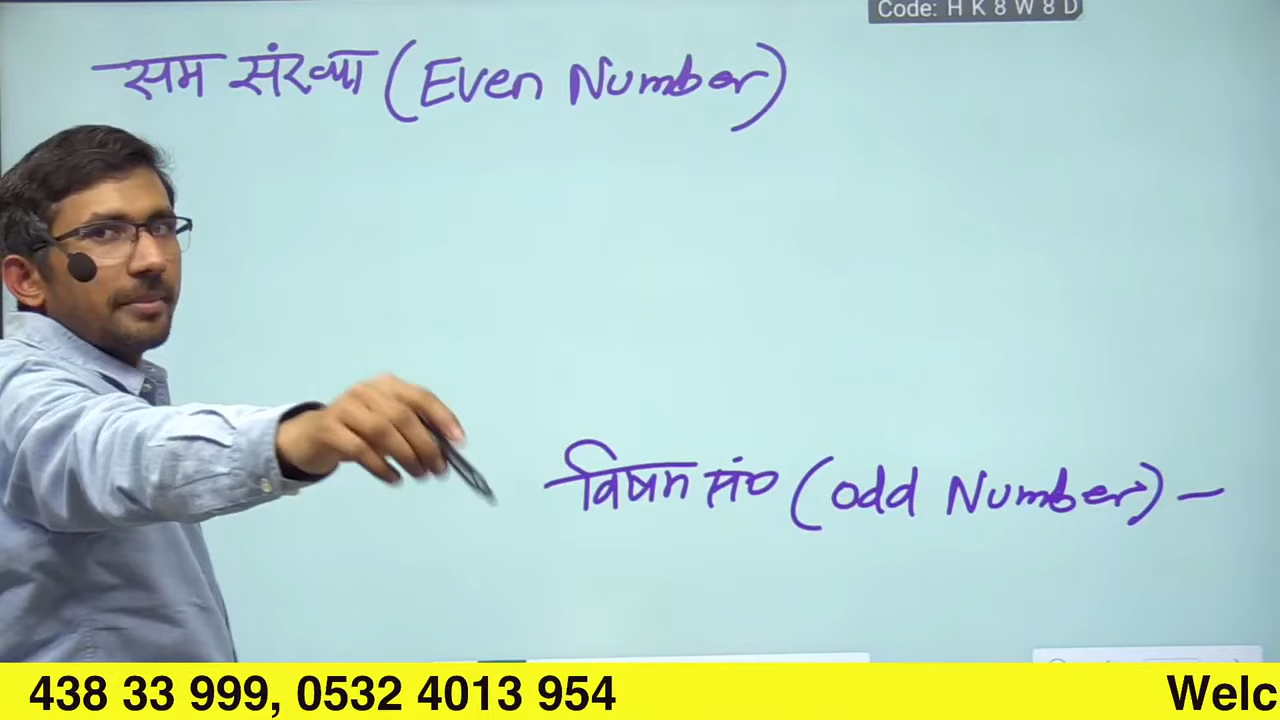 Code: H K 8 W 8 D
सम संख्या (Even Number)
विषम सं० (odd Number) –
438 33 999, 0532 4013 954
Welc